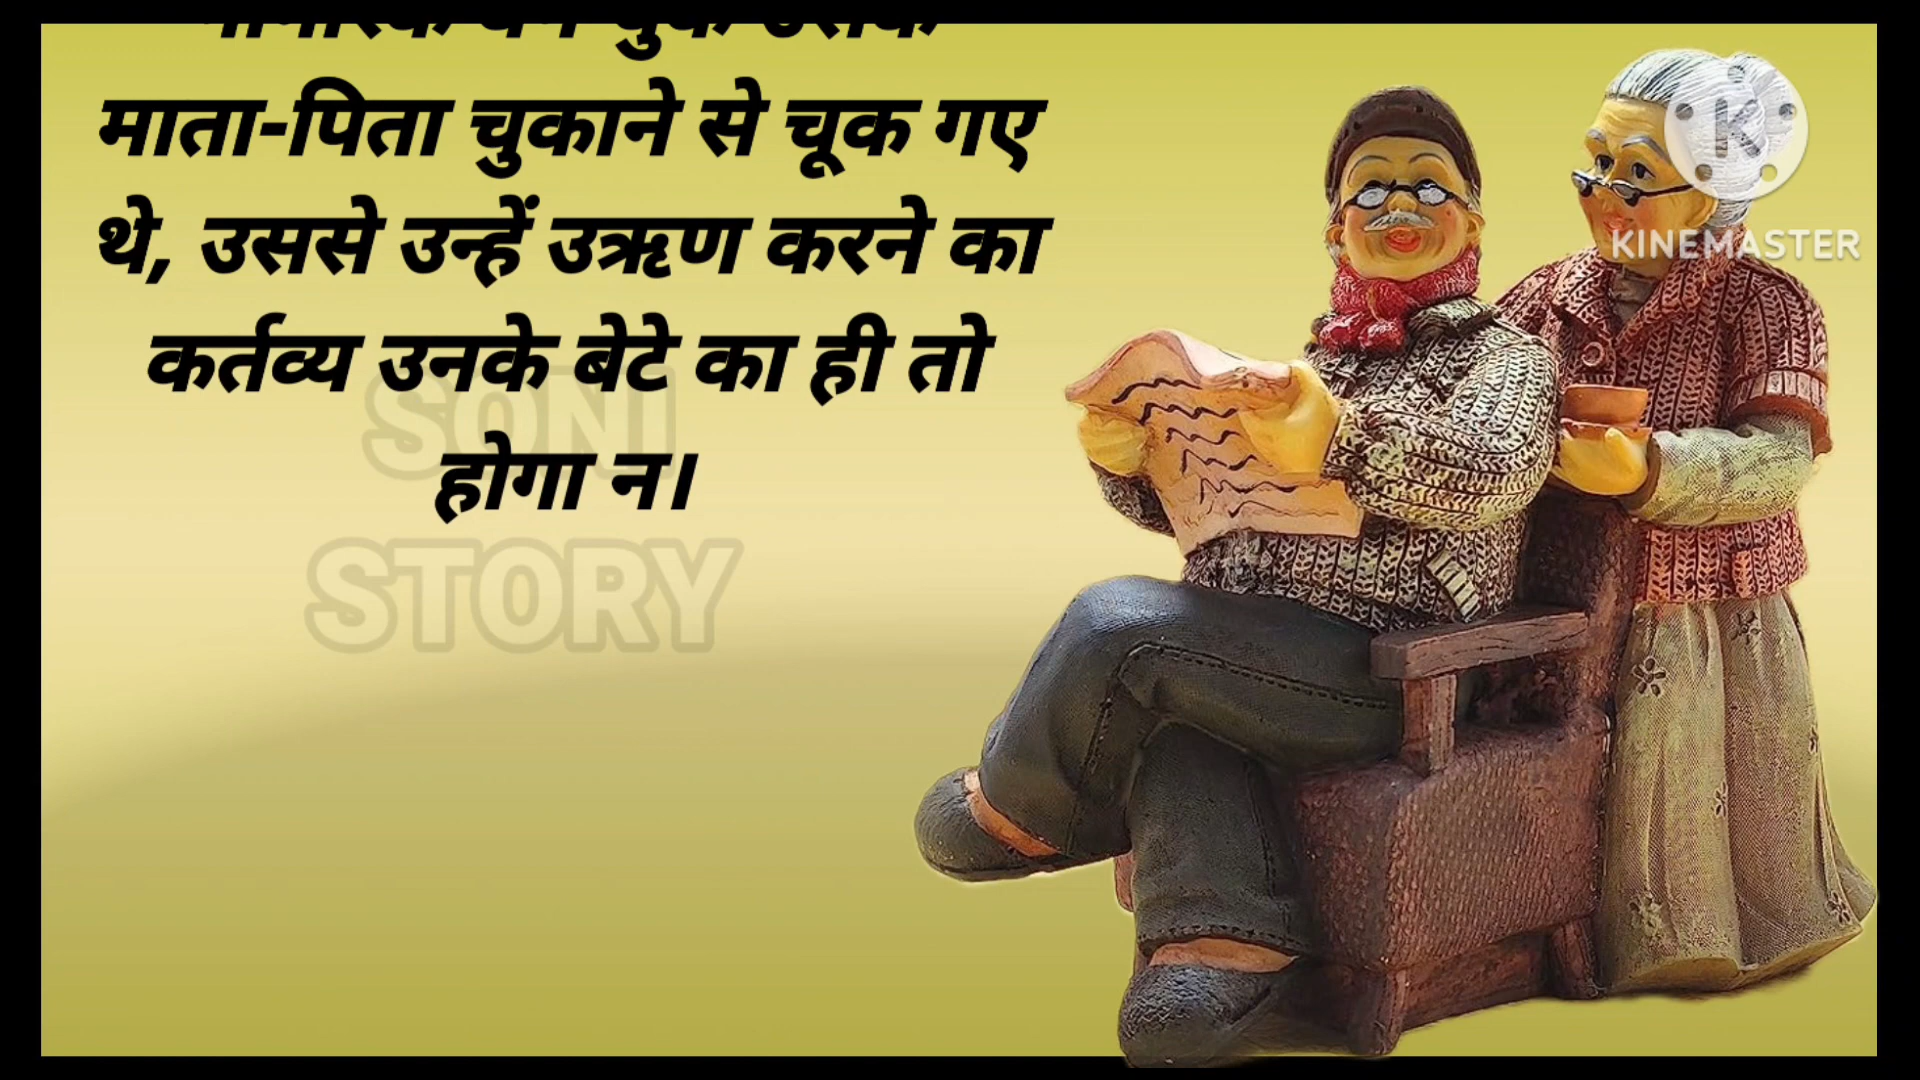 माता-पिता चुकाने से चूक गए
थे, उससे उन्हें उऋण करने का
कर्तव्य उनके बेटे का ही तो
होगा न।
SONI
STORY
KINEMASTER